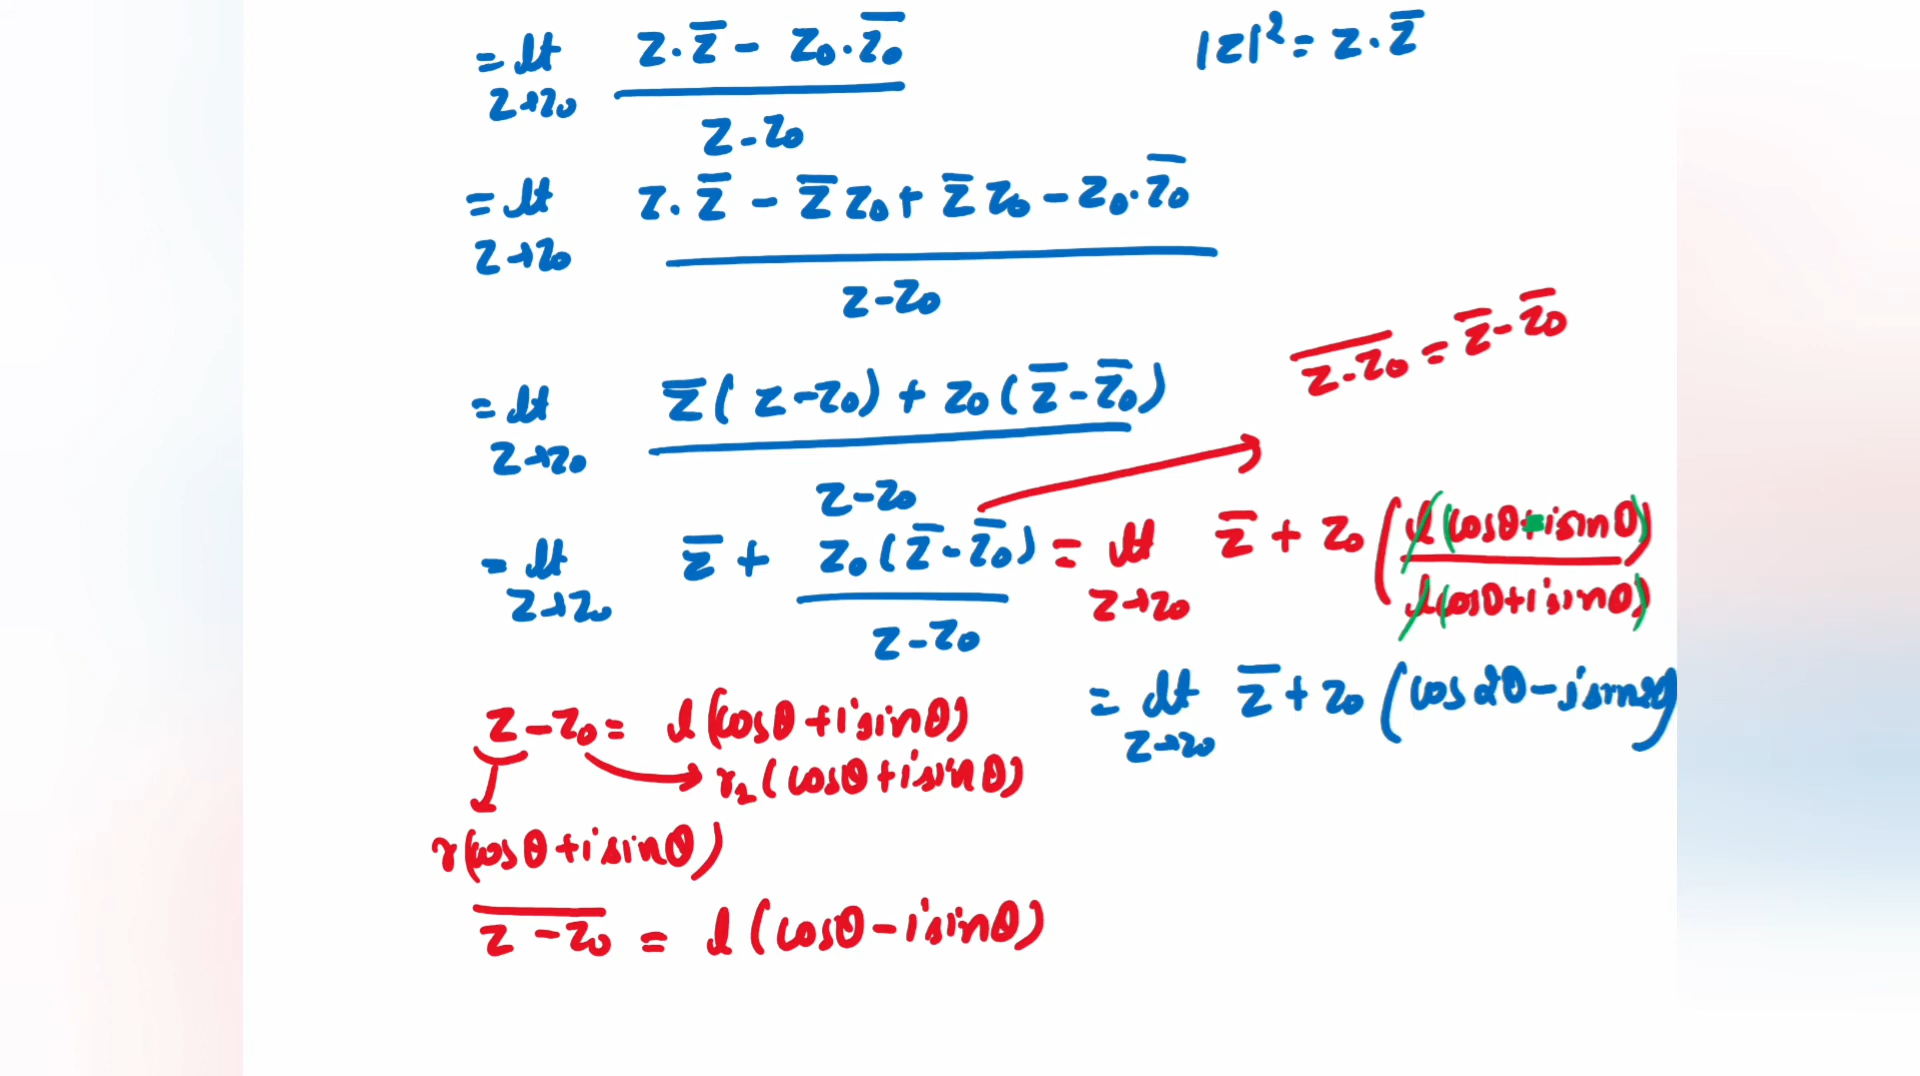 = lt z·z̅ − z₀·z̅₀ |z|² = z·z̅
z→z₀ z−z₀
= lt z·z̅ − z̅ z₀ + z̅ z₀ − z₀·z̅₀
z→z₀ z−z₀
\overline{z−z₀} = z̅−z̅₀
= lt z̅ ( z−z₀) + z₀ ( z̅−z̅₀)
z→z₀ z−z₀
= lt z̅ + z₀ (z̅−z̅₀) = lt z̅ + z₀ ( l (cosθ-isinθ)
z→z₀ z−z₀ z→z₀ l(cosθ+isinθ) )
= lt z̅ + z₀ (cos2θ−isin2θ)
z→z₀
z−z₀ = l(cosθ+isinθ)
r₂ (cosθ+isinθ)
r(cosθ+isinθ)
\overline{z−z₀} = l (cosθ−isinθ)